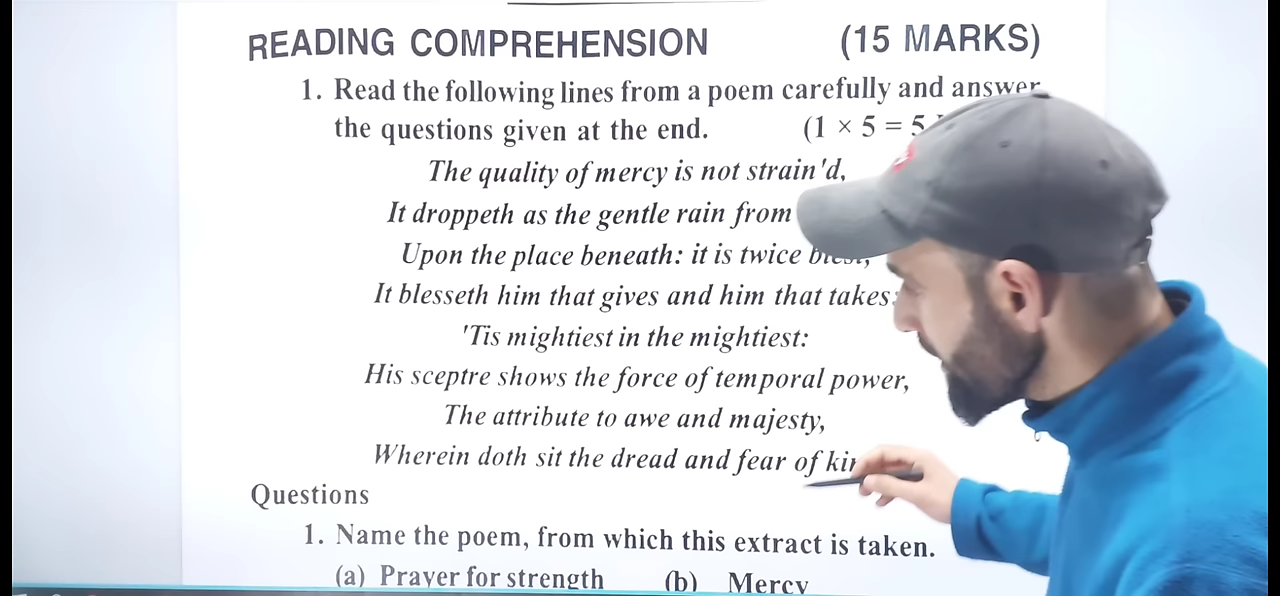 READING COMPREHENSION (15 MARKS)
1. Read the following lines from a poem carefully and answer
the questions given at the end. (1 × 5 = 5
The quality of mercy is not strain'd,
It droppeth as the gentle rain from
Upon the place beneath: it is twice blest,
It blesseth him that gives and him that takes:
'Tis mightiest in the mightiest:
His sceptre shows the force of temporal power,
The attribute to awe and majesty,
Wherein doth sit the dread and fear of
Questions
1. Name the poem, from which this extract is taken.
(a) Prayer for strength (b) Mercy